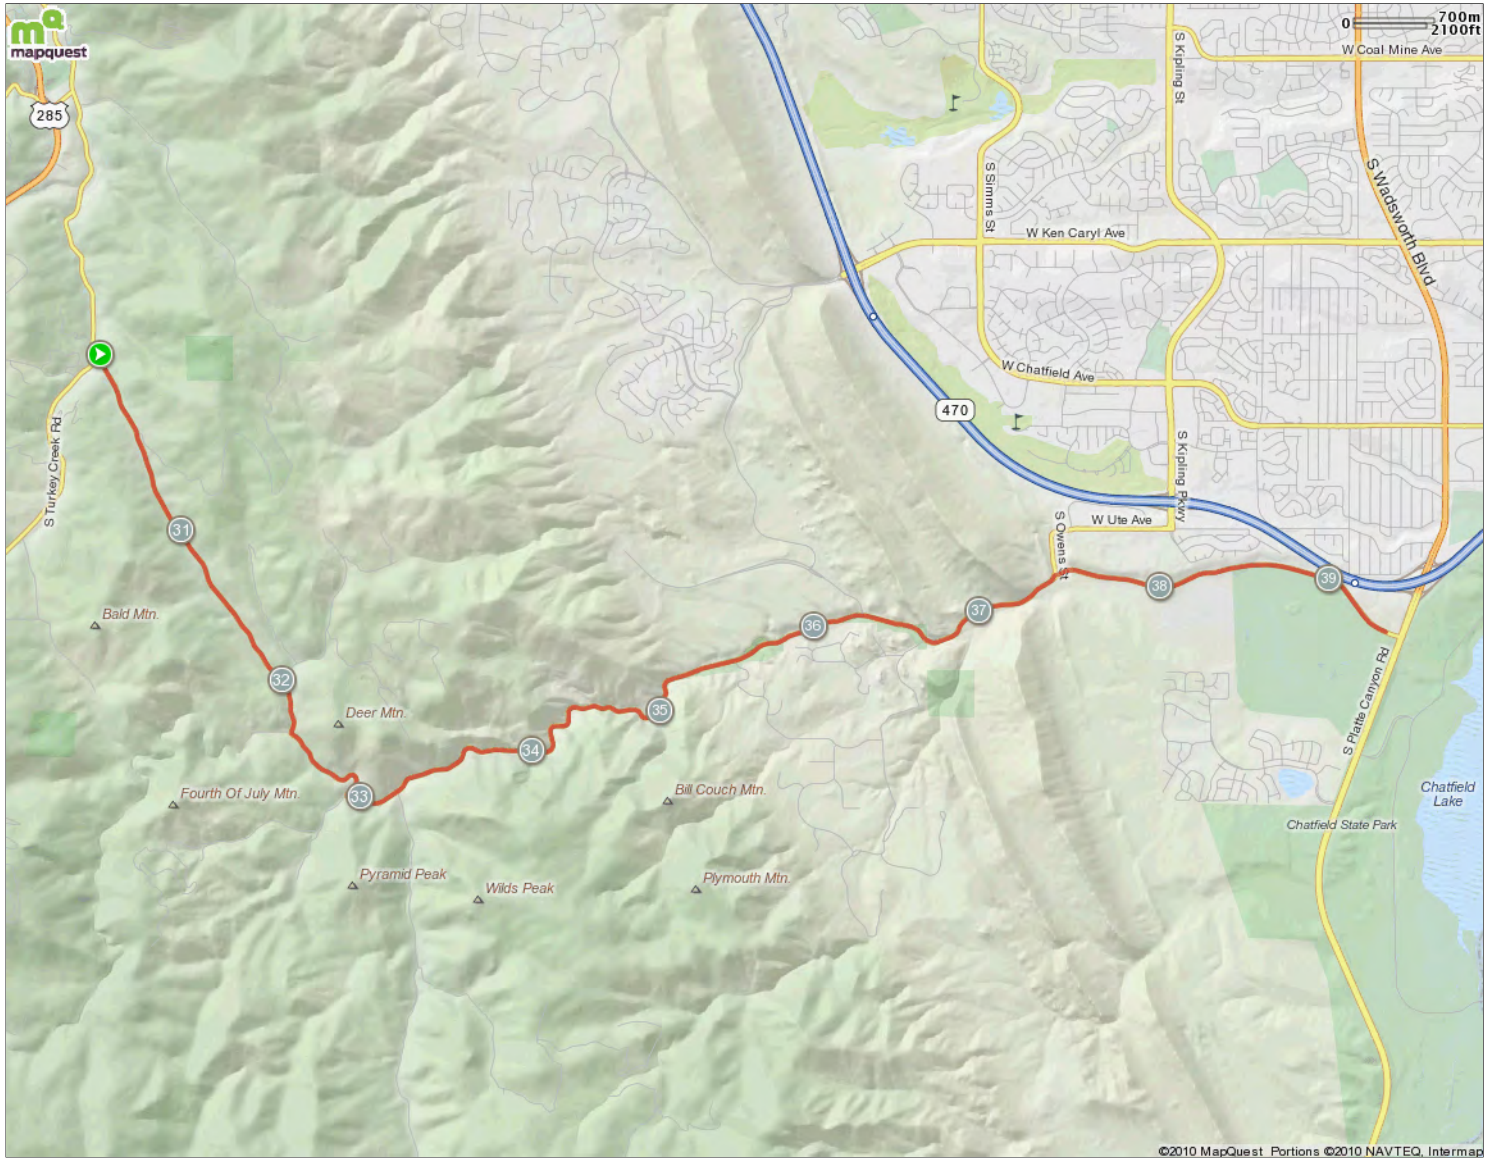 mq
mapquest
0
700m
2100ft
W Coal Mine Ave
S Kipling St
285
S Simms St
S Wadsworth Blvd
W Ken Caryl Ave
W Chatfield Ave
470
S Turkey Creek Rd
S Kipling Pkwy
31
W Ute Ave
S Owens St
39
38
37
Bald Mtn.
36
32
S Platte Canyon Rd
Deer Mtn.
35
34
33
Fourth Of July Mtn.
Bill Couch Mtn.
Chatfield
Lake
Chatfield State Park
Pyramid Peak
Wilds Peak
Plymouth Mtn.
©2010 MapQuest Portions ©2010 NAVTEQ, Intermap